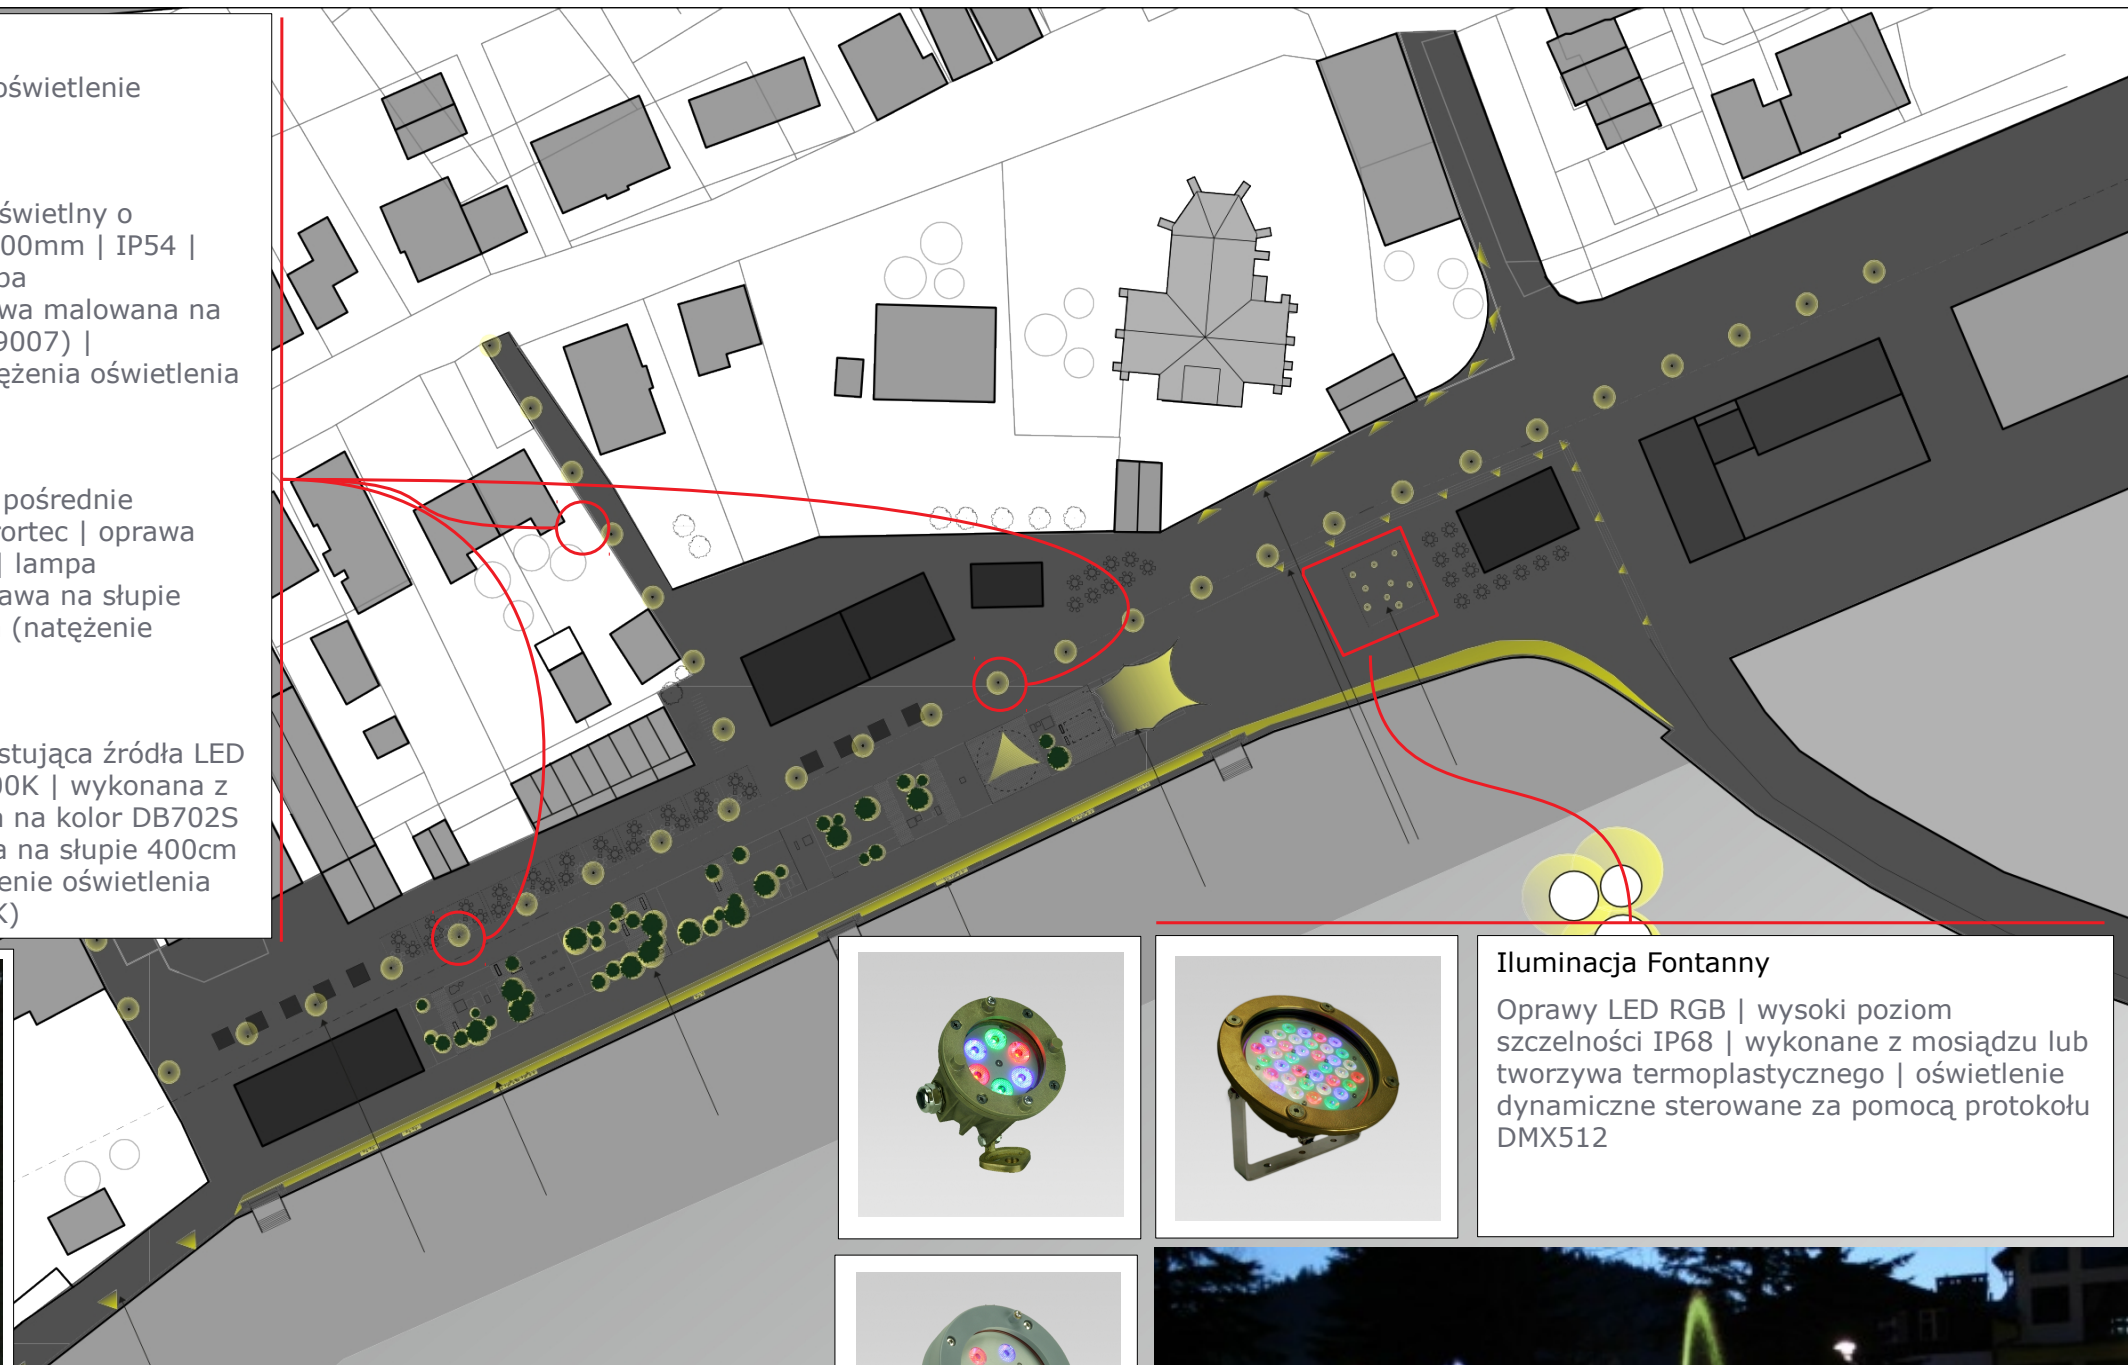 oświetlenie
świetlny o
00mm | IP54 |
pa
wa malowana na
9007) |
ężenia oświetlenia
pośrednie
ortec | oprawa
| lampa
awa na słupie
(natężenie
stująca źródła LED
00K | wykonana z
na kolor DB702S
a na słupie 400cm
enie oświetlenia
K)
Iluminacja Fontanny
Oprawy LED RGB | wysoki poziom
szczelności IP68 | wykonane z mosiądzu lub
tworzywa termoplastycznego | oświetlenie
dynamiczne sterowane za pomocą protokołu
DMX512